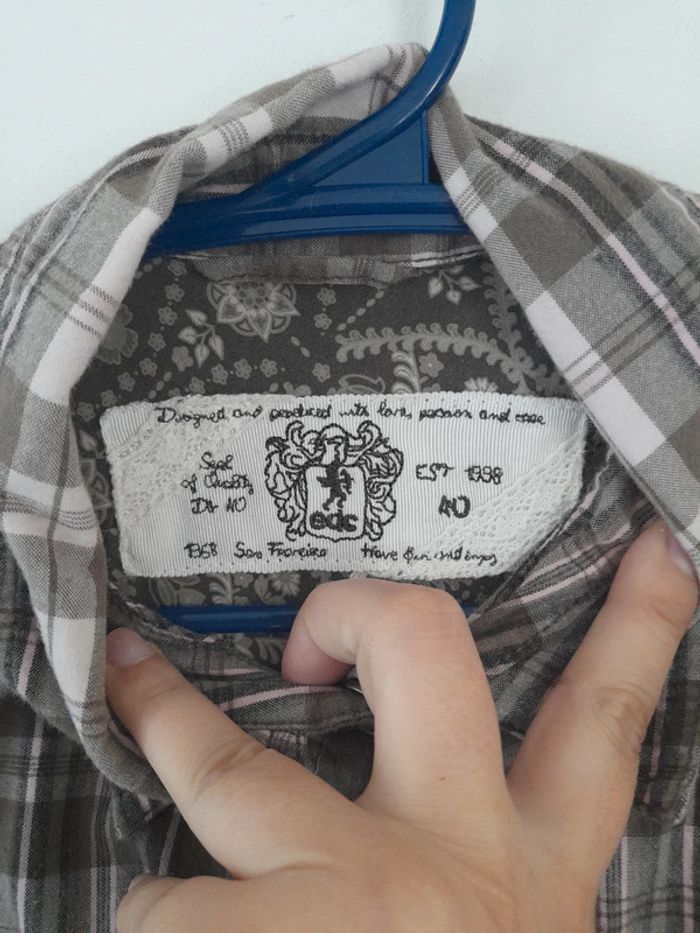 Designed and produced with love, passion and care
Seal
of Quality
EST 1998
40
edc
1968 San Francisco Have fun and enjoy